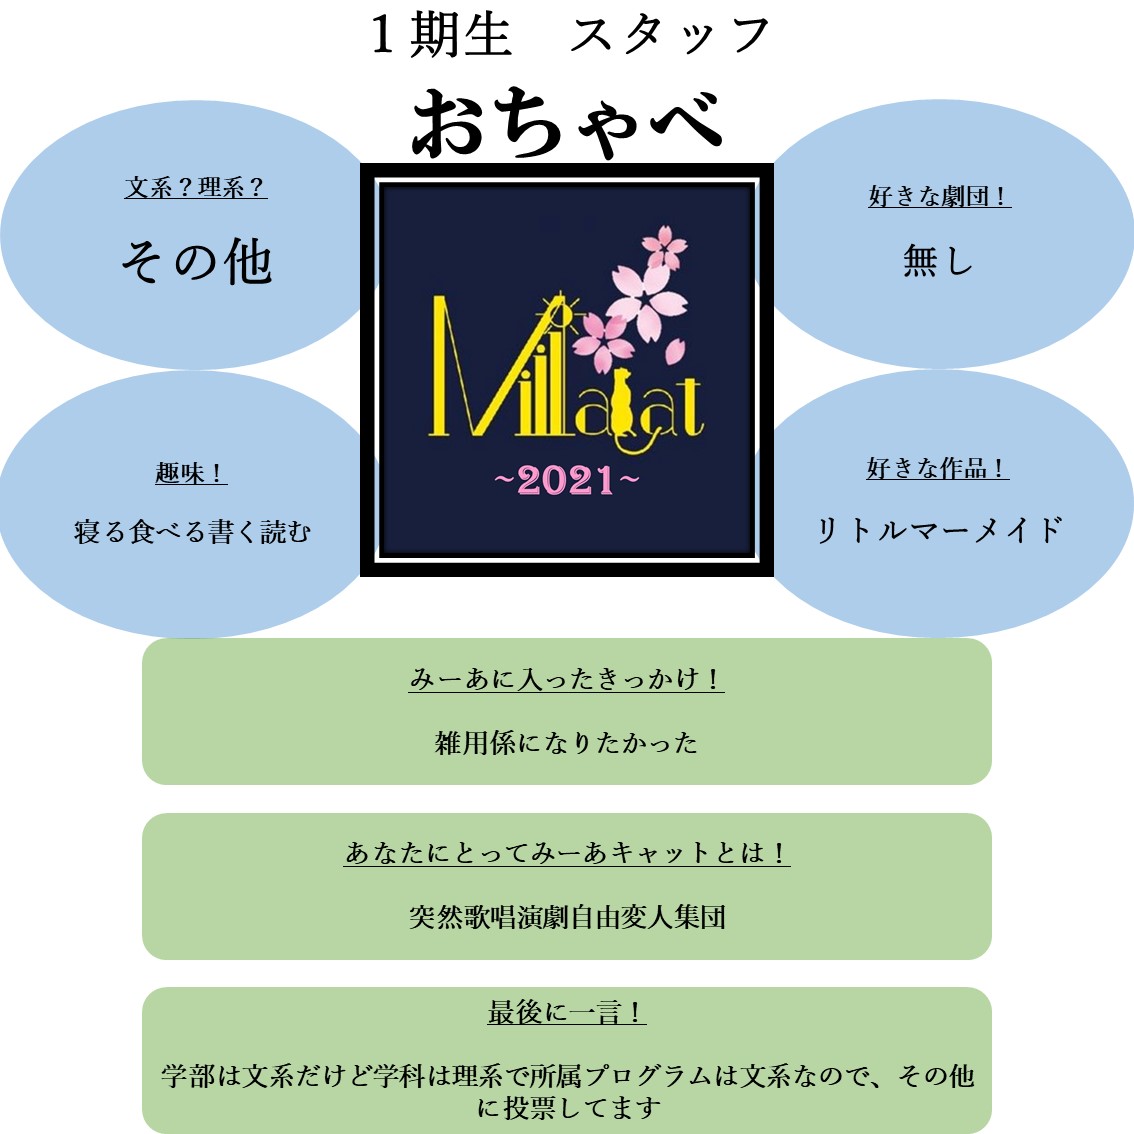 １期生　スタッフ
おちゃべ
文系？理系？
その他
好きな劇団！
無し
Milláat
~2021~
趣味！
寝る食べる書く読む
好きな作品！
リトルマーメイド
みーあに入ったきっかけ！
雑用係になりたかった
あなたにとってみーあキャットとは！
突然歌唱演劇自由変人集団
最後に一言！
学部は文系だけど学科は理系で所属プログラムは文系なので、その他
に投票してます